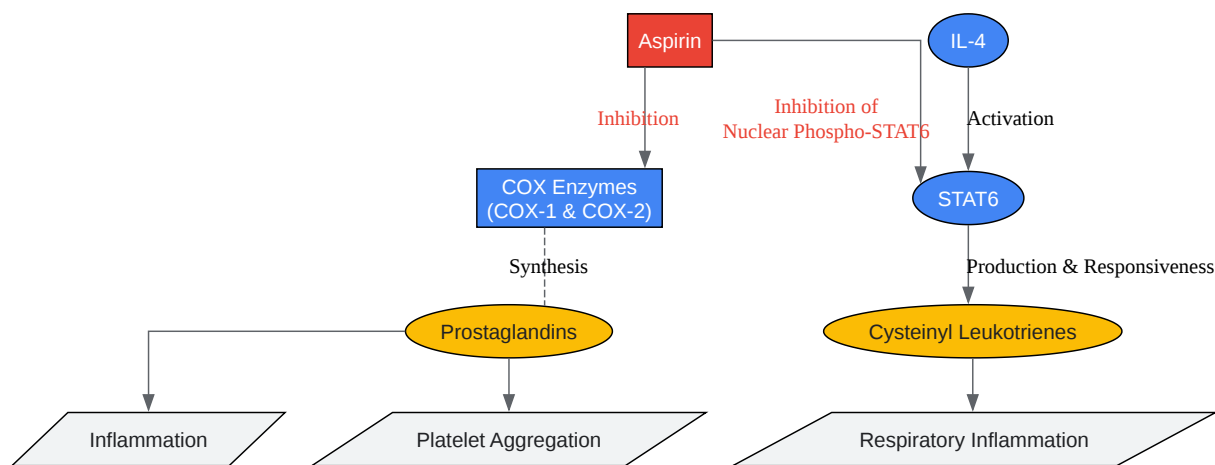 Aspirin
IL-4
Inhibition
Inhibition of
Nuclear Phospho-STAT6
Activation
COX Enzymes
(COX-1 & COX-2)
STAT6
Synthesis
Production & Responsiveness
Prostaglandins
Cysteinyl Leukotrienes
Inflammation
Platelet Aggregation
Respiratory Inflammation